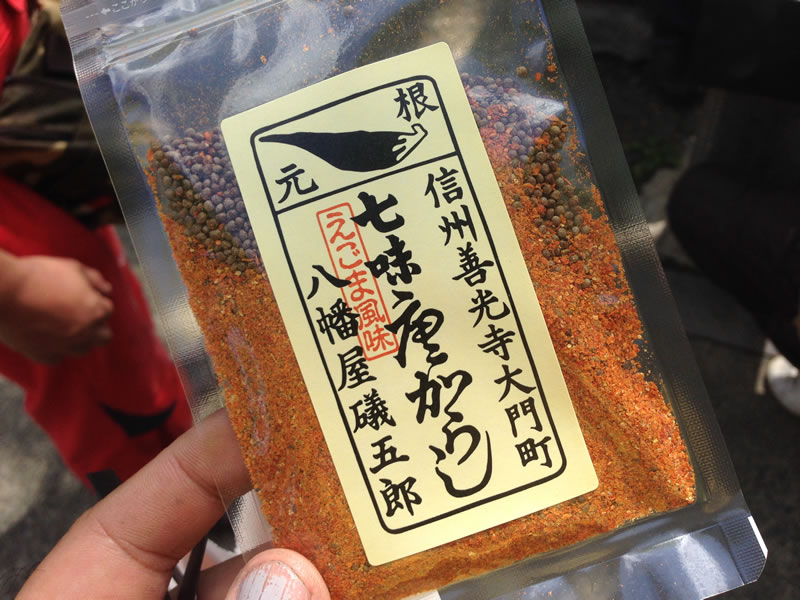 根
元
信州善光寺大門町
七味唐がらし
えごま風味
八幡屋礒五郎